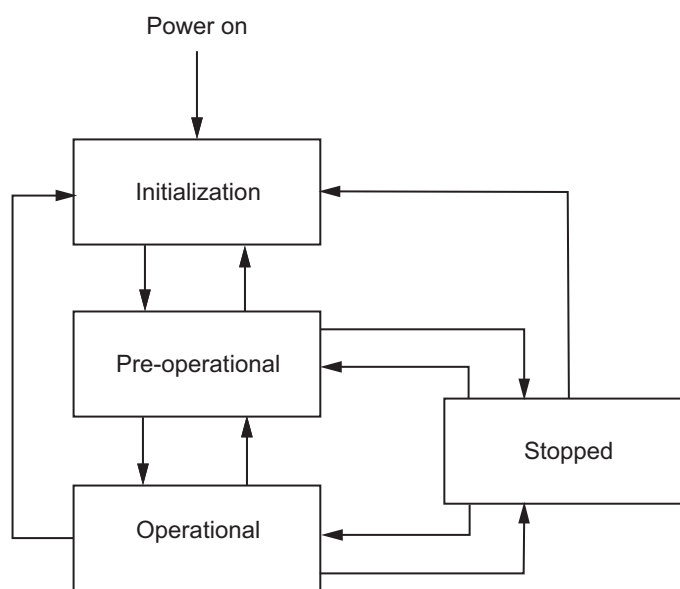 Power on
Initialization
Pre-operational
Stopped
Operational